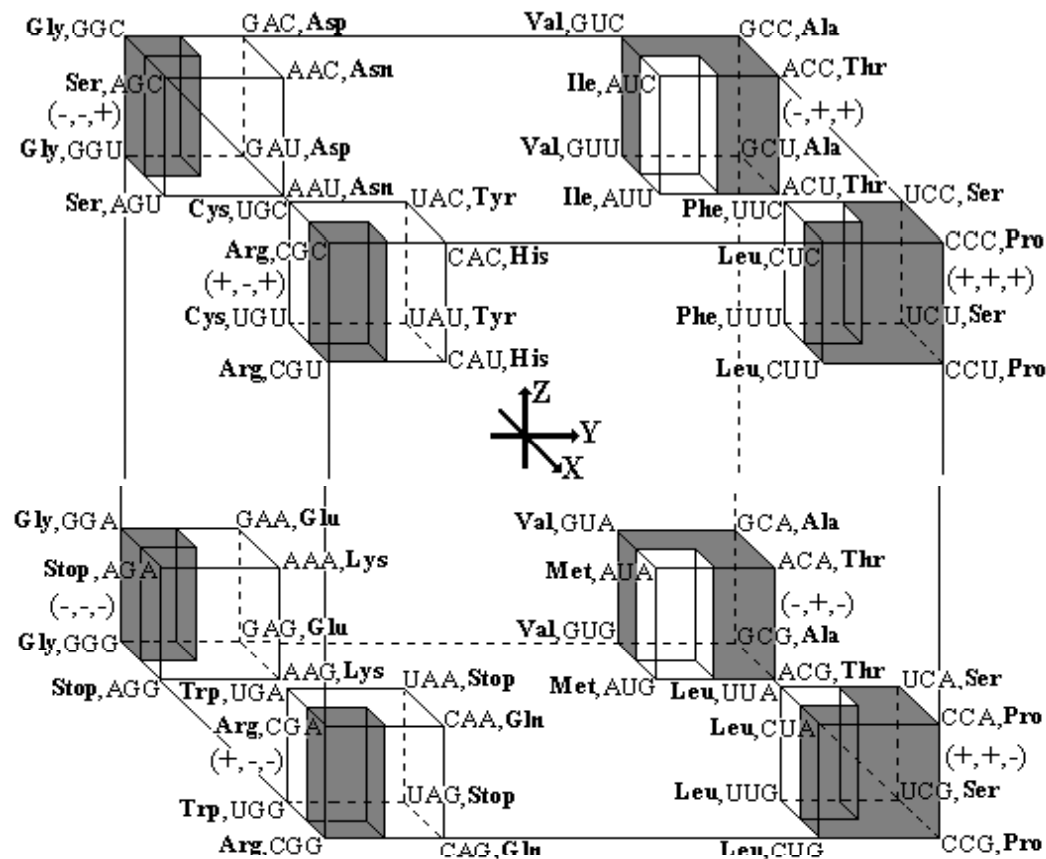 Gly,GGC GAC,Asp Val,GUC GCC,Ala
Ser,AGC AAC,Asn Ile,AUC ACC,Thr
(-,-,+) (-,+,+)
Gly,GGU GAU,Asp Val,GUU GCU,Ala
Ser,AGU AAU,Asn Ile,AUU ACU,Thr
Cys,UGC UAC,Tyr Phe,UUC UCC,Ser
Arg,CGC CAC,His Leu,CUC CCC,Pro
(+,-,+) (+,+,+)
Cys,UGU UAU,Tyr Phe,UUU UCU,Ser
Arg,CGU CAU,His Leu,CUU CCU,Pro
Z
Y
X
Gly,GGA GAA,Glu Val,GUA GCA,Ala
Stop,AGA AAA,Lys Met,AUA ACA,Thr
(-,-,-) (-,+,-)
Gly,GGG GAG,Glu Val,GUG GCG,Ala
Stop,AGG AAG,Lys Met,AUG ACG,Thr
Trp,UGA UAA,Stop Leu,UUA UCA,Ser
Arg,CGA CAA,Gln Leu,CUA CCA,Pro
(+,-,-) (+,+,-)
Trp,UGG UAG,Stop Leu,UUG UCG,Ser
Arg,CGG CAG,Gln Leu,CUG CCG,Pro